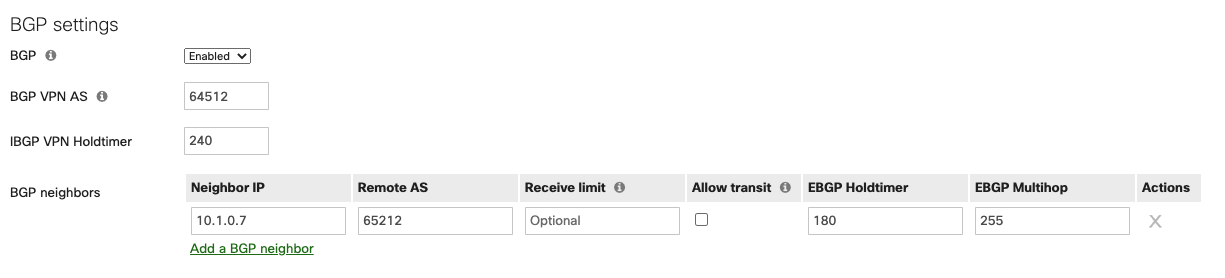 BGP settings
BGP Enabled
BGP VPN AS 64512
IBGP VPN Holdtimer 240
BGP neighbors Neighbor IP Remote AS Receive limit Allow transit EBGP Holdtimer EBGP Multihop Actions
10.1.0.7 65212 Optional 180 255 X
Add a BGP neighbor